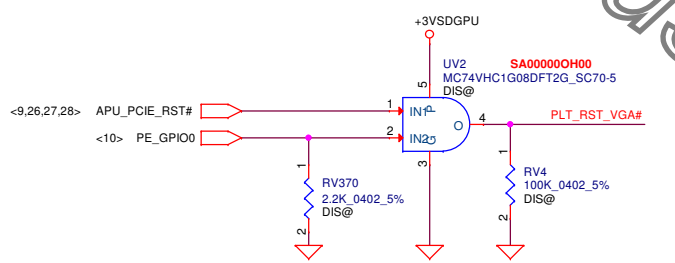 +3VSDGPU
UV2 SA00000OH00
MC74VHC1G08DFT2G_SC70-5
DIS@
5
<9,26,27,28> APU_PCIE_RST# 1 IN1 P
<10> PE_GPIO0 2 IN2 G
O 4 PLT_RST_VGA#
3
1
RV370
2.2K_0402_5%
DIS@
2
1
RV4
100K_0402_5%
DIS@
2